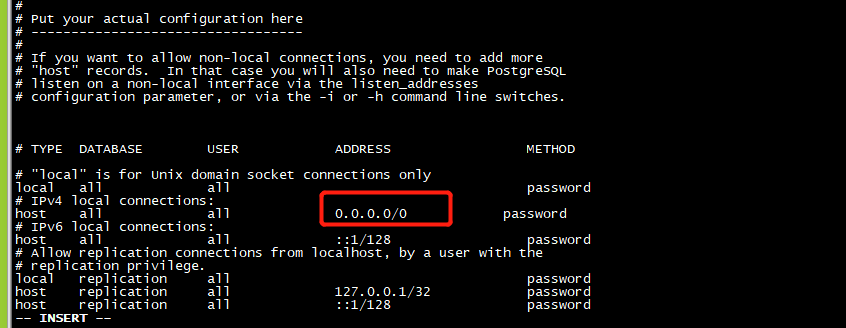 #
# Put your actual configuration here
# ----------------------------------
#
# If you want to allow non-local connections, you need to add more
# "host" records.  In that case you will also need to make PostgreSQL
# listen on a non-local interface via the listen_addresses
# configuration parameter, or via the -i or -h command line switches.
# TYPE  DATABASE        USER            ADDRESS                 METHOD
# "local" is for Unix domain socket connections only
local   all             all                                     password
# IPv4 local connections:
host    all             all             0.0.0.0/0            password
# IPv6 local connections:
host    all             all             ::1/128                 password
# Allow replication connections from localhost, by a user with the
# replication privilege.
local   replication     all                                     password
host    replication     all             127.0.0.1/32            password
host    replication     all             ::1/128                 password
-- INSERT --